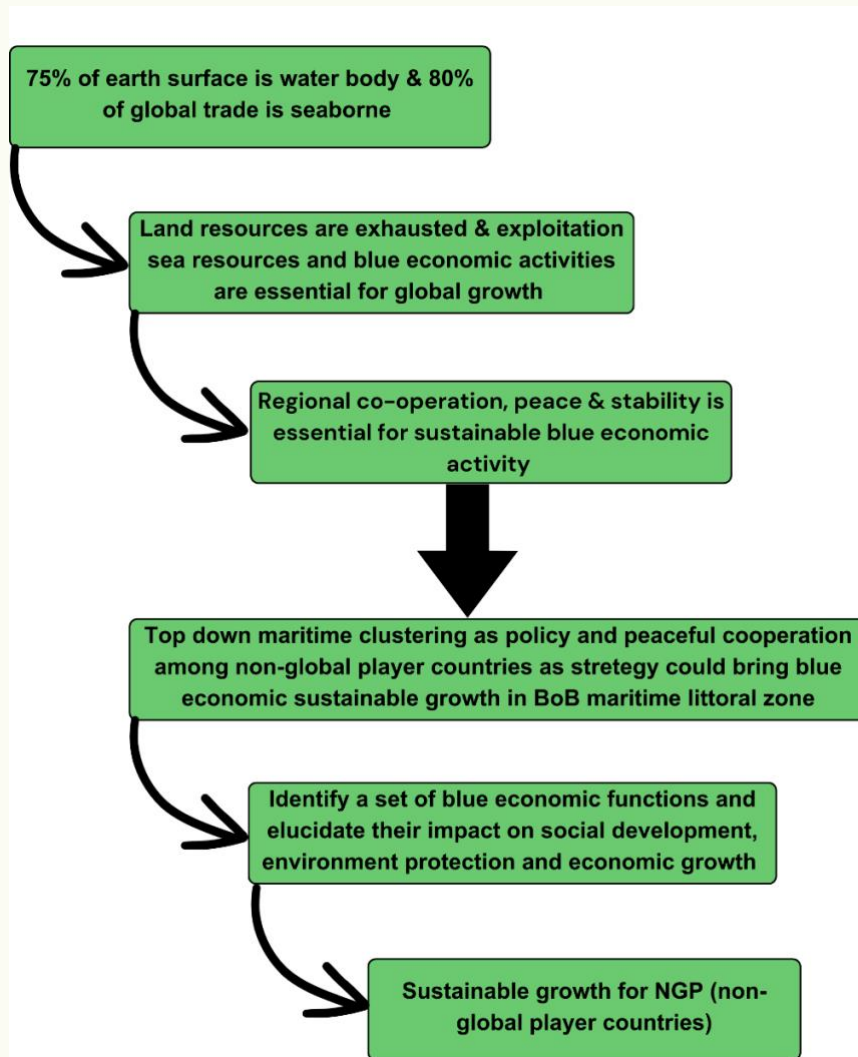 75% of earth surface is water body & 80%
of global trade is seaborne
Land resources are exhausted & exploitation
sea resources and blue economic activities
are essential for global growth
Regional co-operation, peace & stability is
essential for sustainable blue economic
activity
Top down maritime clustering as policy and peaceful cooperation
among non-global player countries as stretegy could bring blue
economic sustainable growth in BoB maritime littoral zone
Identify a set of blue economic functions and
elucidate their impact on social development,
environment protection and economic growth
Sustainable growth for NGP (non-
global player countries)